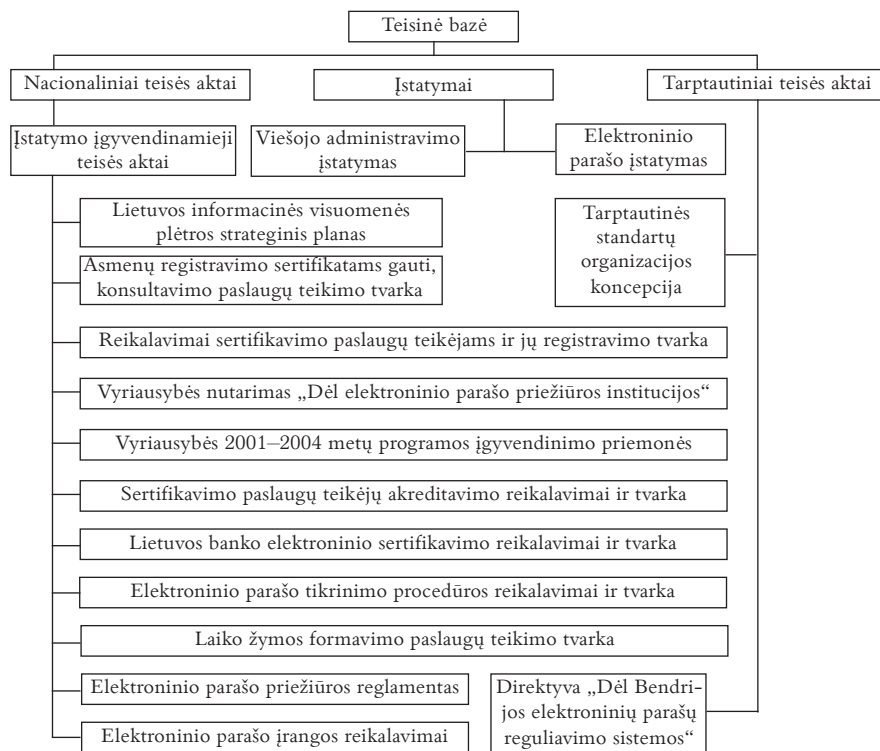 Teisinė bazė
Nacionaliniai teisės aktai
Įstatymai
Tarptautiniai teisės aktai
Įstatymo įgyvendinamieji
teisės aktai
Viešojo administravimo
įstatymas
Elektroninio
parašo įstatymas
Lietuvos informacinės visuomenės
plėtros strateginis planas
Tarptautinės
standartų
organizacijos
koncepcija
Asmenų registravimo sertifikatams gauti,
konsultavimo paslaugų teikimo tvarka
Reikalavimai sertifikavimo paslaugų teikėjams ir jų registravimo tvarka
Vyriausybės nutarimas „Dėl elektroninio parašo priežiūros institucijos“
Vyriausybės 2001–2004 metų programos įgyvendinimo priemonės
Sertifikavimo paslaugų teikėjų akreditavimo reikalavimai ir tvarka
Lietuvos banko elektroninio sertifikavimo reikalavimai ir tvarka
Elektroninio parašo tikrinimo procedūros reikalavimai ir tvarka
Laiko žymos formavimo paslaugų teikimo tvarka
Elektroninio parašo priežiūros reglamentas
Elektroninio parašo įrangos reikalavimai
Direktyva „Dėl Bendri-
jos elektroninių parašų
reguliavimo sistemos“